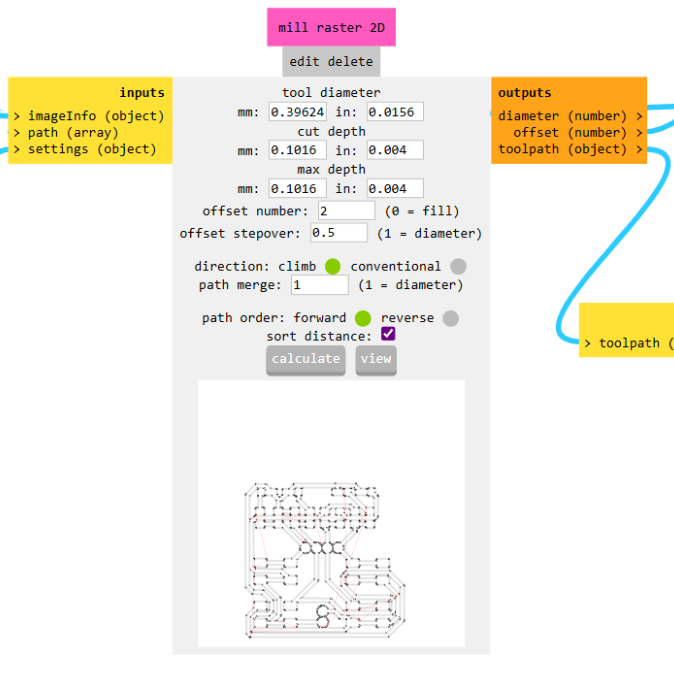 mill raster 2D
edit delete
inputs
> imageInfo (object)
> path (array)
> settings (object)
tool diameter
mm: 0.39624 in: 0.0156
cut depth
mm: 0.1016 in: 0.004
max depth
mm: 0.1016 in: 0.004
offset number: 2 (0 = fill)
offset stepover: 0.5 (1 = diameter)
direction: climb conventional
path merge: 1 (1 = diameter)
path order: forward reverse
sort distance:
calculate view
outputs
diameter (number) >
offset (number) >
toolpath (object) >
> toolpath (